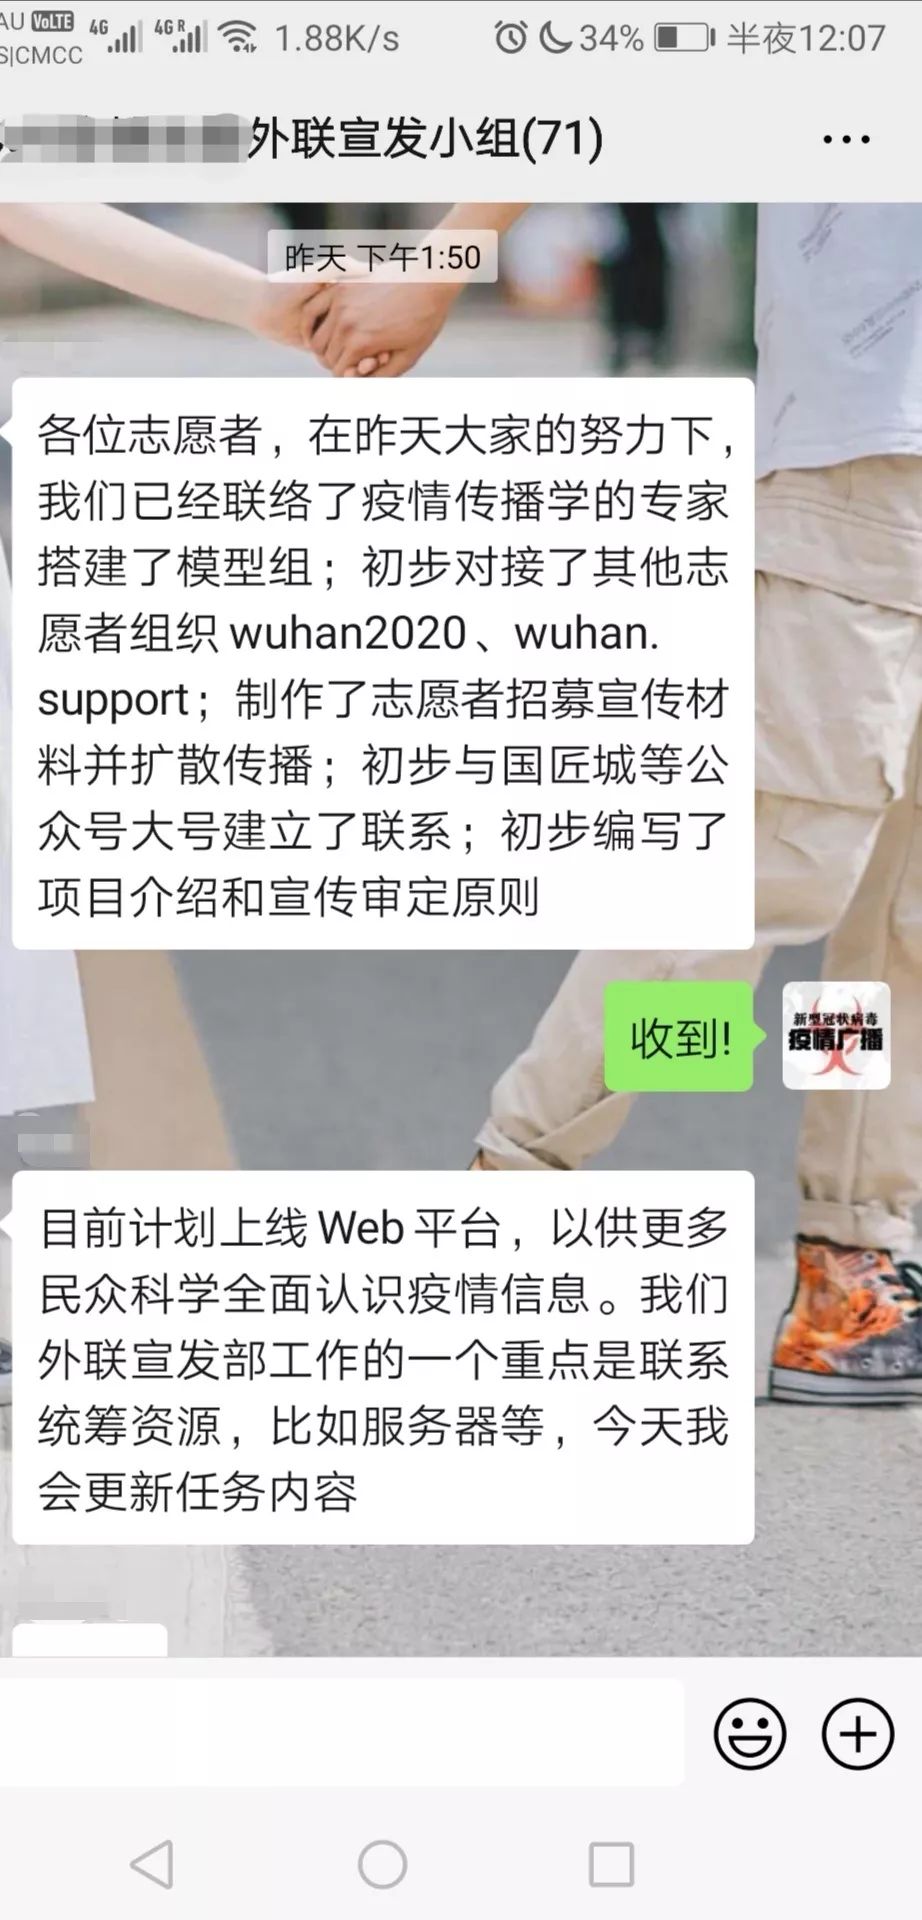 AU VoLTE 4G 4G R 1.88K/s 34% 半夜12:07
S|CMCC
外联宣发小组(71)
昨天 下午1:50
各位志愿者，在昨天大家的努力下，
我们已经联络了疫情传播学的专家
搭建了模型组；初步对接了其他志
愿者组织 wuhan2020、wuhan.
support；制作了志愿者招募宣传材
料并扩散传播；初步与国匠城等公
众号大号建立了联系；初步编写了
项目介绍和宣传审定原则
收到!
新型冠状病毒
疫情广播
目前计划上线 Web 平台，以供更多
民众科学全面认识疫情信息。我们
外联宣发部工作的一个重点是联系
统筹资源，比如服务器等，今天我
会更新任务内容